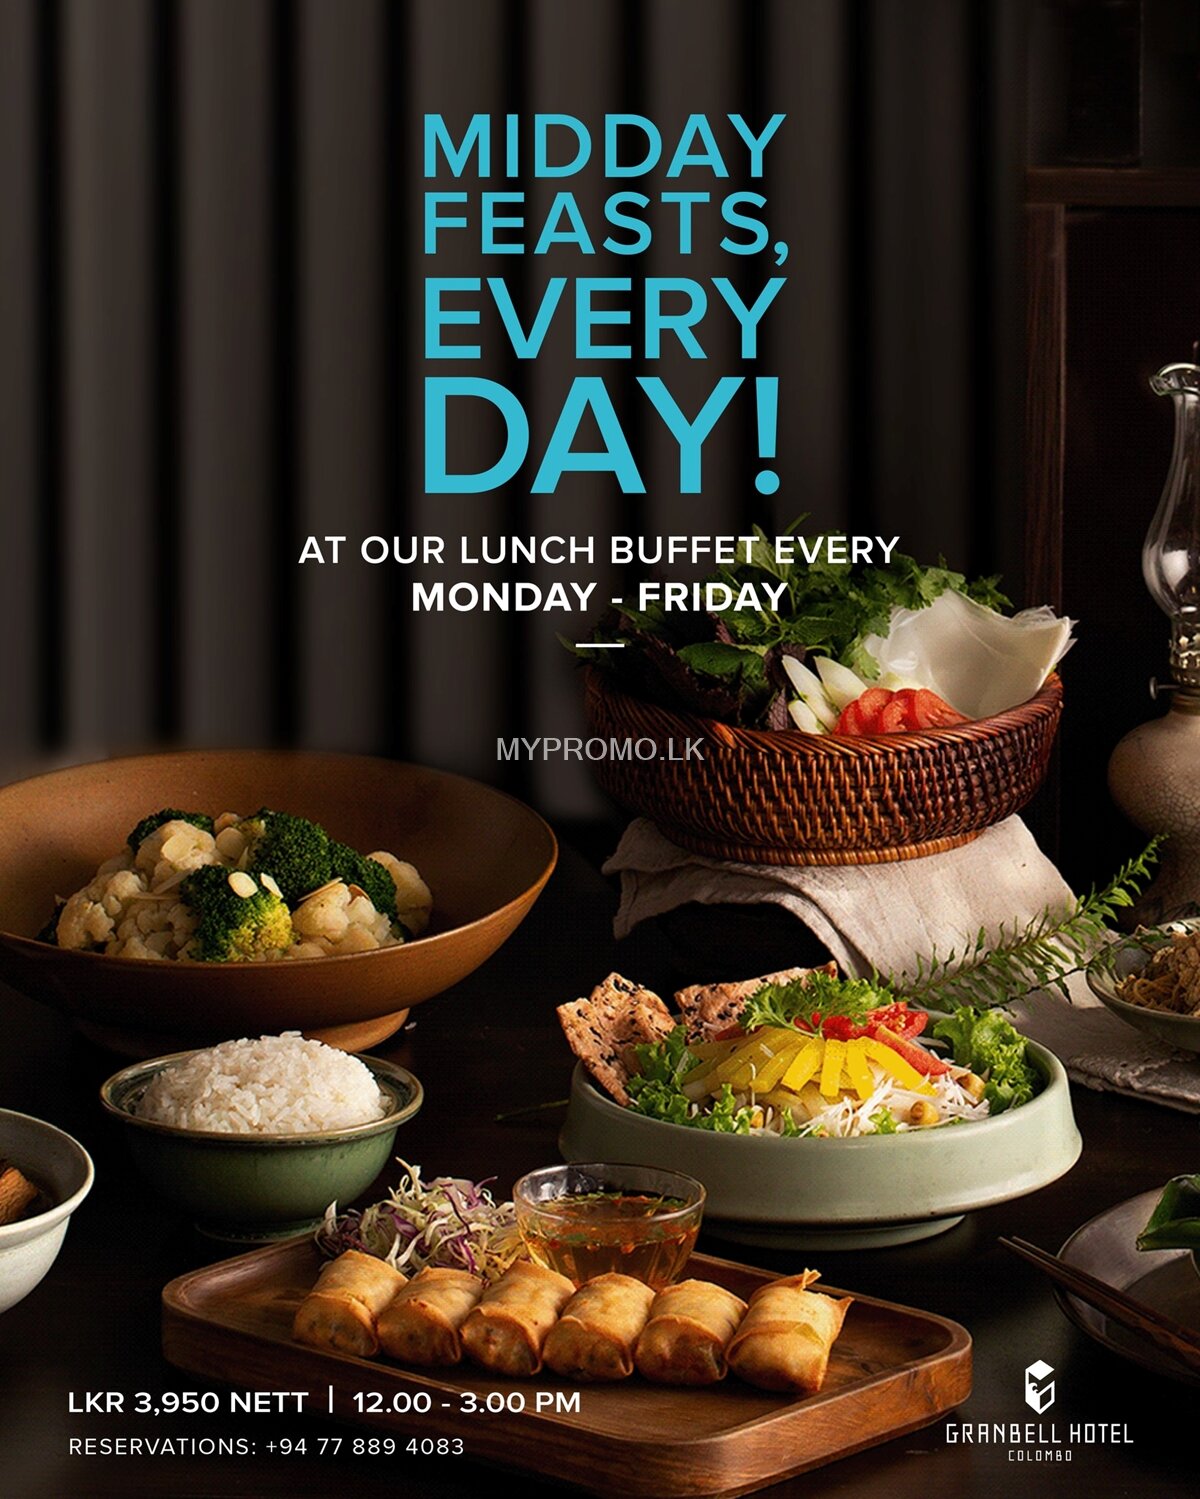 MIDDAY
FEASTS,
EVERY
DAY!
AT OUR LUNCH BUFFET EVERY
MONDAY - FRIDAY
MYPROMO.LK
LKR 3,950 NETT | 12.00 - 3.00 PM
RESERVATIONS: +94 77 889 4083
GRANBELL HOTEL
COLOMBO